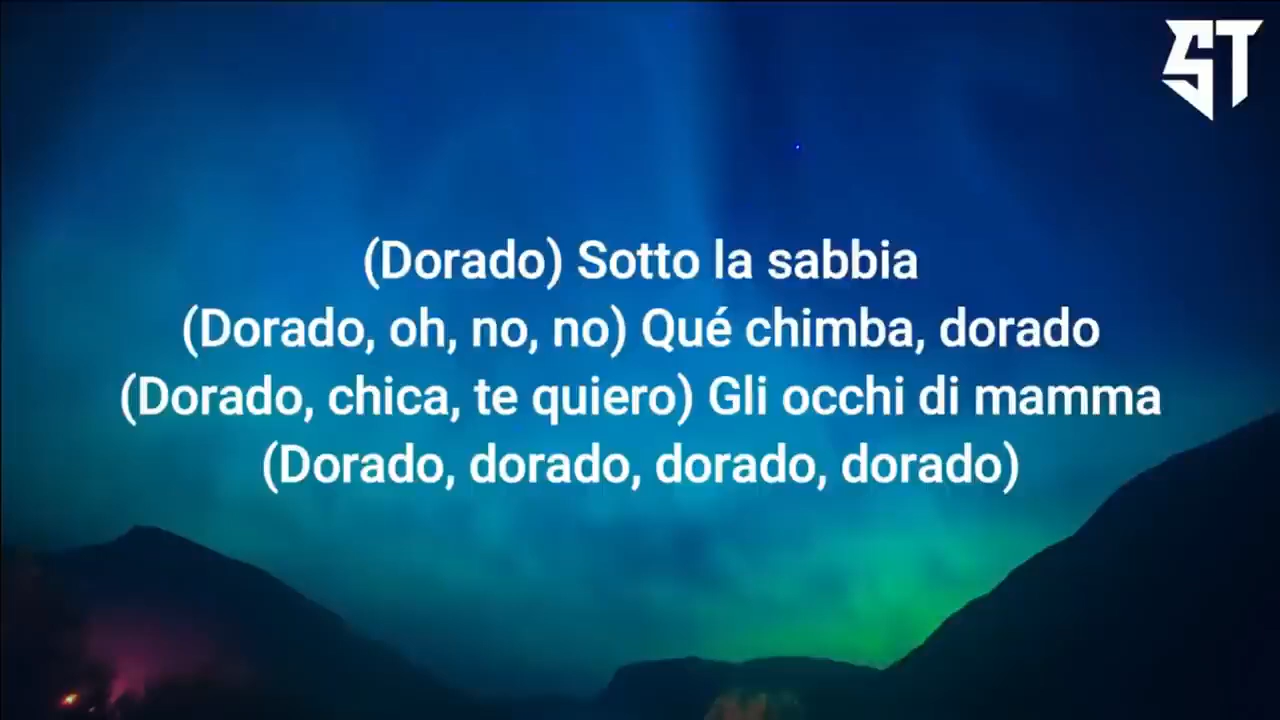 ST
(Dorado) Sotto la sabbia
(Dorado, oh, no, no) Qué chimba, dorado
(Dorado, chica, te quiero) Gli occhi di mamma
(Dorado, dorado, dorado, dorado)